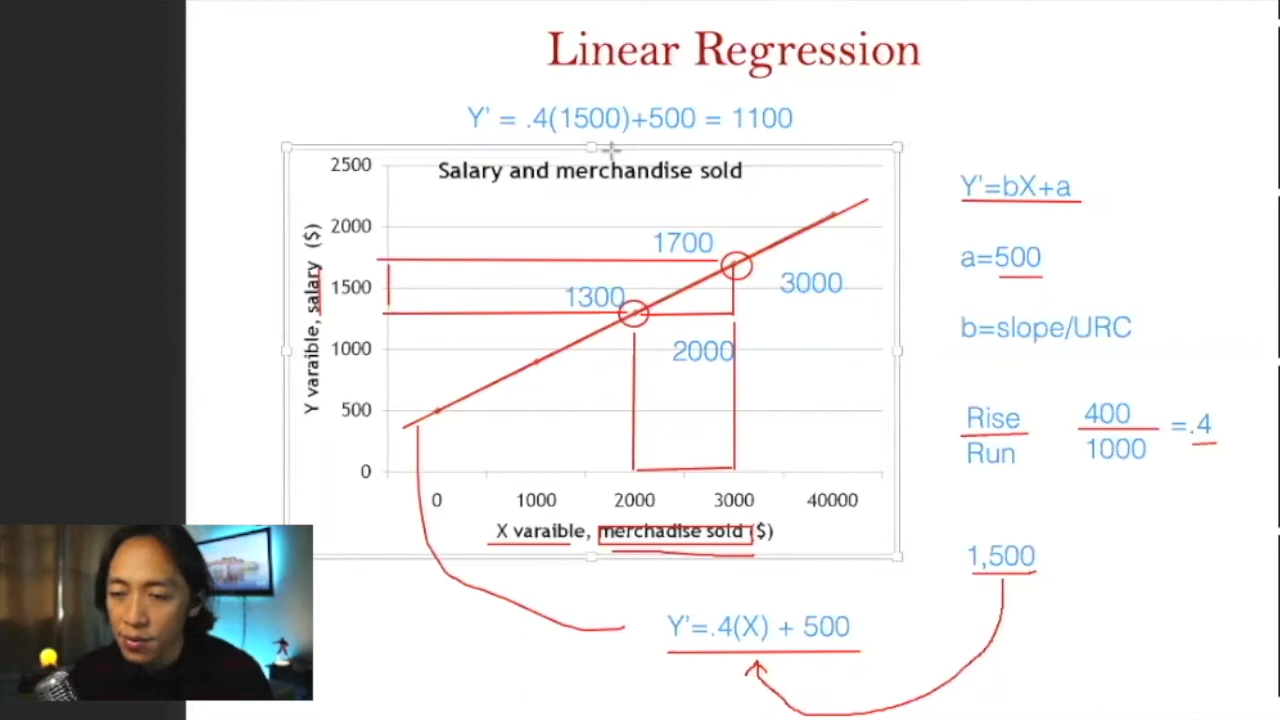 Linear Regression
Y' = .4(1500)+500 = 1100
Salary and merchandise sold
2500
2000
1500
1000
500
0
Y varaible, salary ($)
1700
1300
3000
2000
0 1000 2000 3000 40000
X varaible, merchadise sold ($)
Y'=bX+a
a=500
b=slope/URC
Rise 400 =.4
Run 1000
1,500
Y'=.4(X) + 500